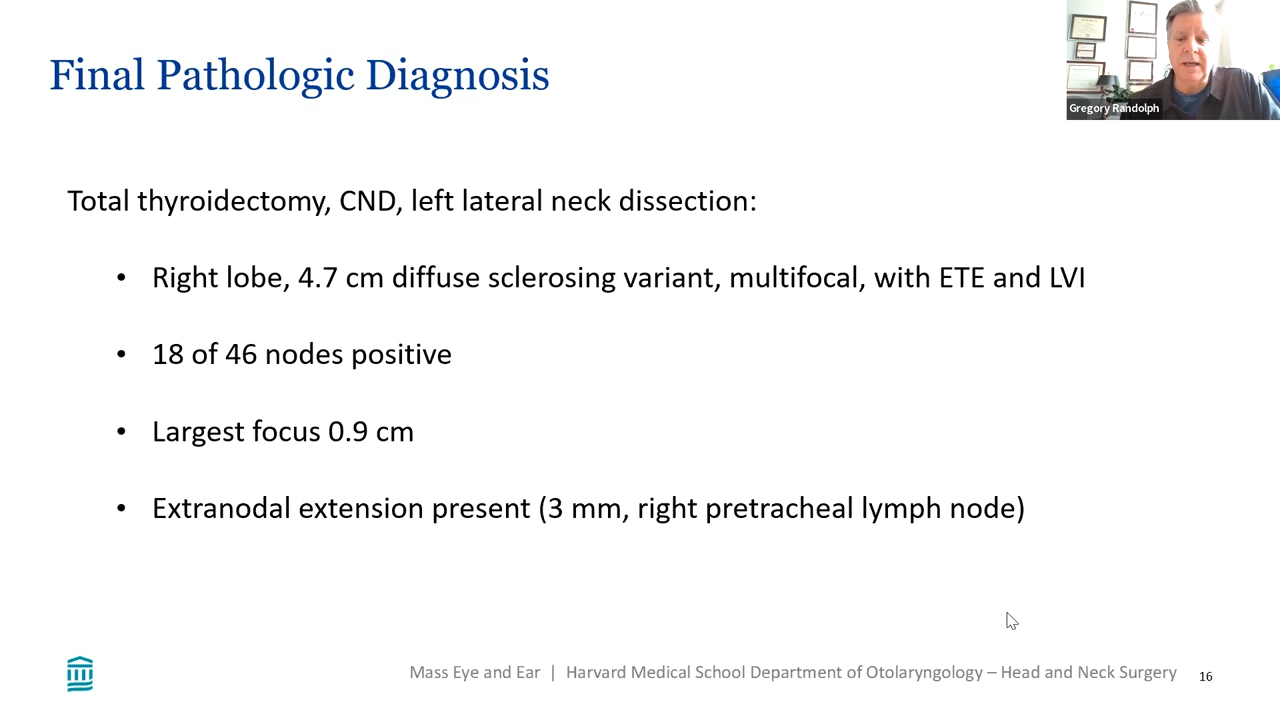 Final Pathologic Diagnosis
Gregory Randolph
Total thyroidectomy, CND, left lateral neck dissection:
• Right lobe, 4.7 cm diffuse sclerosing variant, multifocal, with ETE and LVI
• 18 of 46 nodes positive
• Largest focus 0.9 cm
• Extranodal extension present (3 mm, right pretracheal lymph node)
Mass Eye and Ear | Harvard Medical School Department of Otolaryngology – Head and Neck Surgery 16